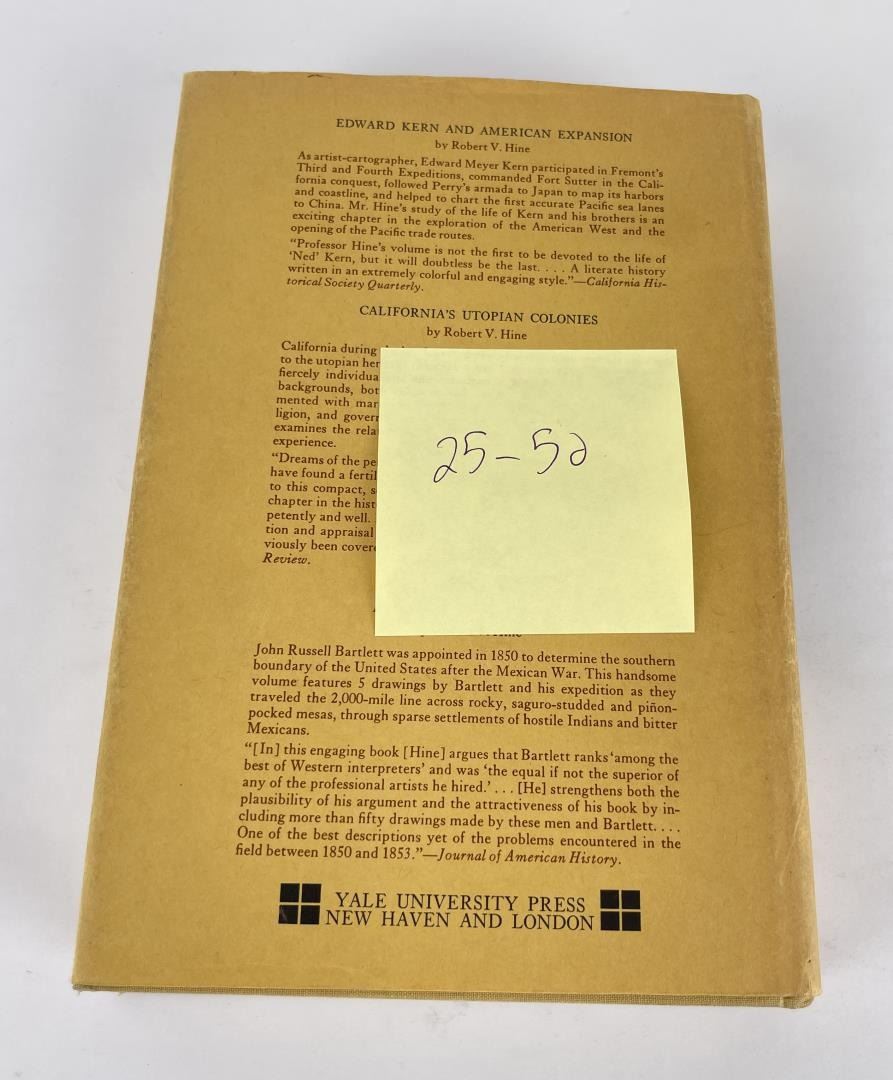 EDWARD KERN AND AMERICAN EXPANSION
by Robert V. Hine
As artist-cartographer, Edward Meyer Kern participated in Fremont's
Third and Fourth Expeditions, commanded Fort Sutter in the Cali-
fornia conquest, followed Perry's armada to Japan to map its harbors
and coastline, and helped to chart the first accurate Pacific sea lanes
to China. Mr. Hine's study of the life of Kern and his brothers is an
exciting chapter in the exploration of the American West and the
opening of the Pacific trade routes.
"Professor Hine's volume is not the first to be devoted to the life of
'Ned' Kern, but it will doubtless be the last. . . . A literate history
written in an extremely colorful and engaging style."—California His-
torical Society Quarterly.
CALIFORNIA'S UTOPIAN COLONIES
by Robert V. Hine
California during
to the utopian her
fiercely individua
backgrounds, bot
mented with mar
ligion, and govern
examines the rela
experience.
"Dreams of the pe
have found a fertil
to this compact, s
chapter in the hist
petently and well.
tion and appraisal
viously been covere
Review.
25-50
John Russell Bartlett was appointed in 1850 to determine the southern
boundary of the United States after the Mexican War. This handsome
volume features 5 drawings by Bartlett and his expedition as they
traveled the 2,000-mile line across rocky, saguro-studded and piñon-
pocked mesas, through sparse settlements of hostile Indians and bitter
Mexicans.
"[In] this engaging book [Hine] argues that Bartlett ranks 'among the
best of Western interpreters' and was 'the equal if not the superior of
any of the professional artists he hired.' . . . [He] strengthens both the
plausibility of his argument and the attractiveness of his book by in-
cluding more than fifty drawings made by these men and Bartlett. . . .
One of the best descriptions yet of the problems encountered in the
field between 1850 and 1853."—Journal of American History.
YALE UNIVERSITY PRESS
NEW HAVEN AND LONDON